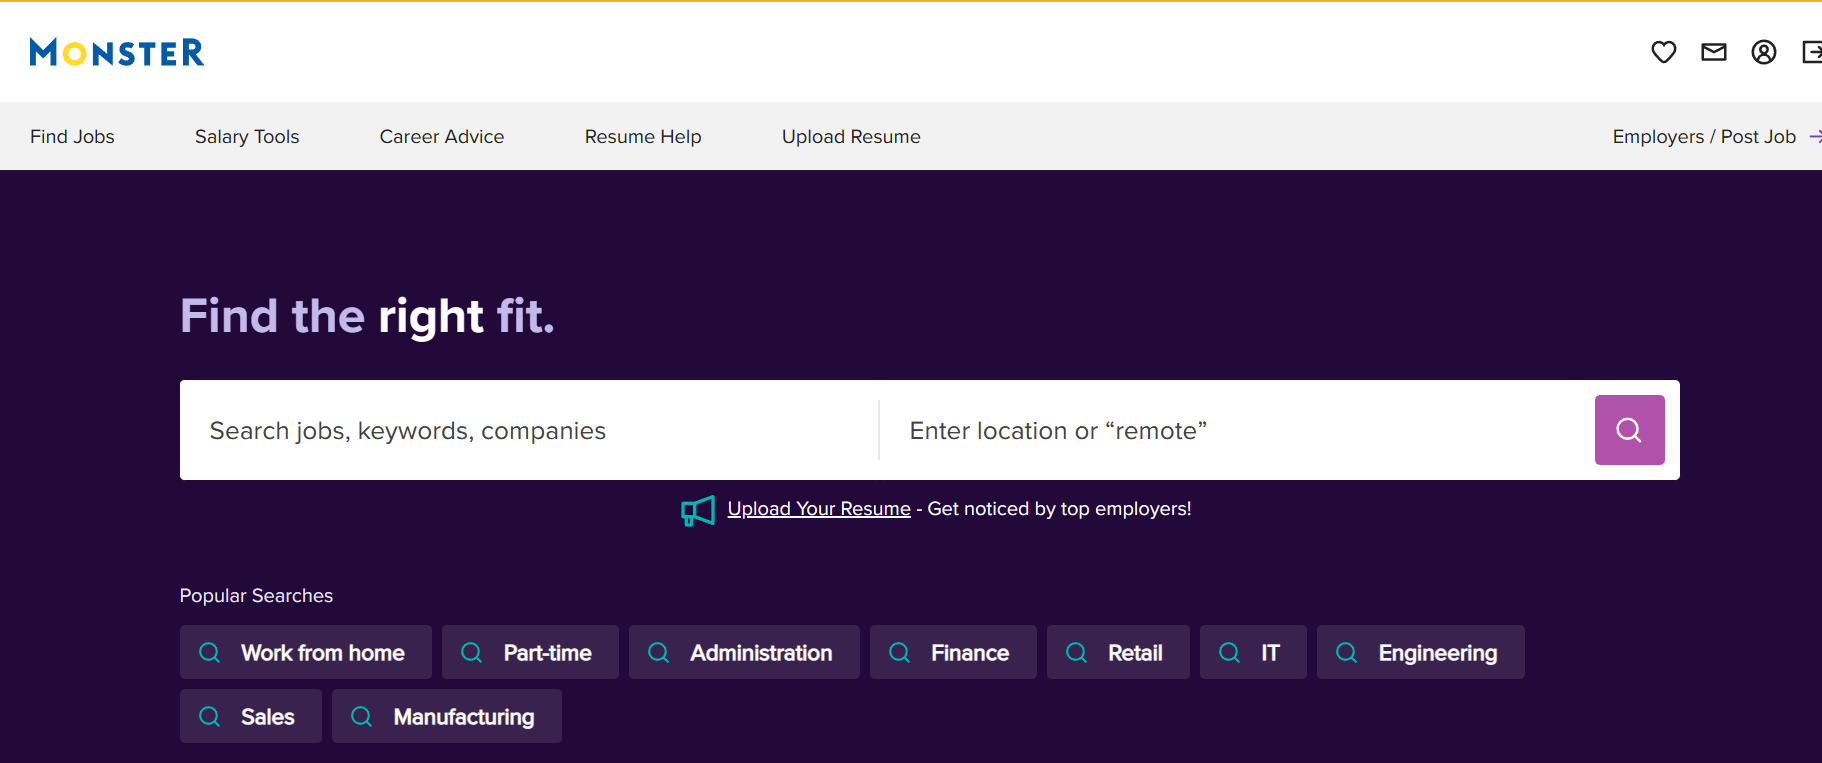 MONSTER
Find Jobs Salary Tools Career Advice Resume Help Upload Resume Employers / Post Job
Find the right fit.
Search jobs, keywords, companies Enter location or “remote”
Upload Your Resume - Get noticed by top employers!
Popular Searches
Work from home Part-time Administration Finance Retail IT Engineering
Sales Manufacturing